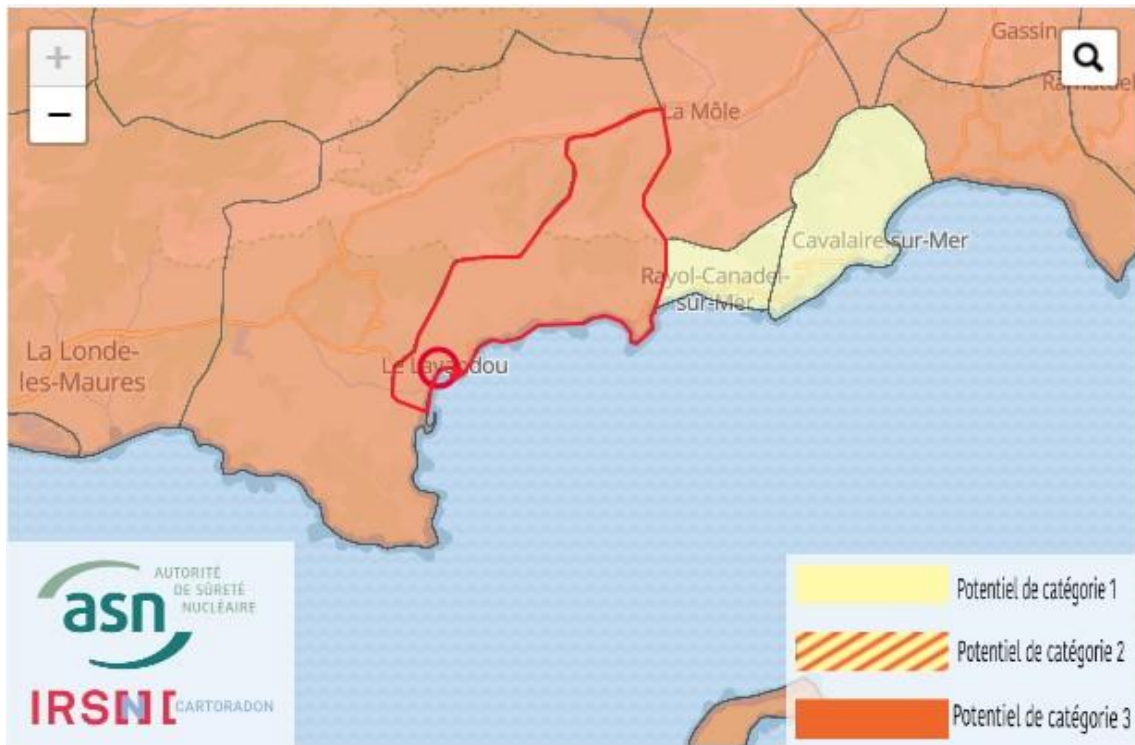 +
−
Gassin
Ramatuel
La Môle
Cavalaire-sur-Mer
Rayol-Canadel-
sur-Mer
La Londe-
les-Maures
Le Lavandou
asn
AUTORITÉ
DE SÛRETÉ
NUCLÉAIRE
IRSN
CARTORADON
Potentiel de catégorie 1
Potentiel de catégorie 2
Potentiel de catégorie 3